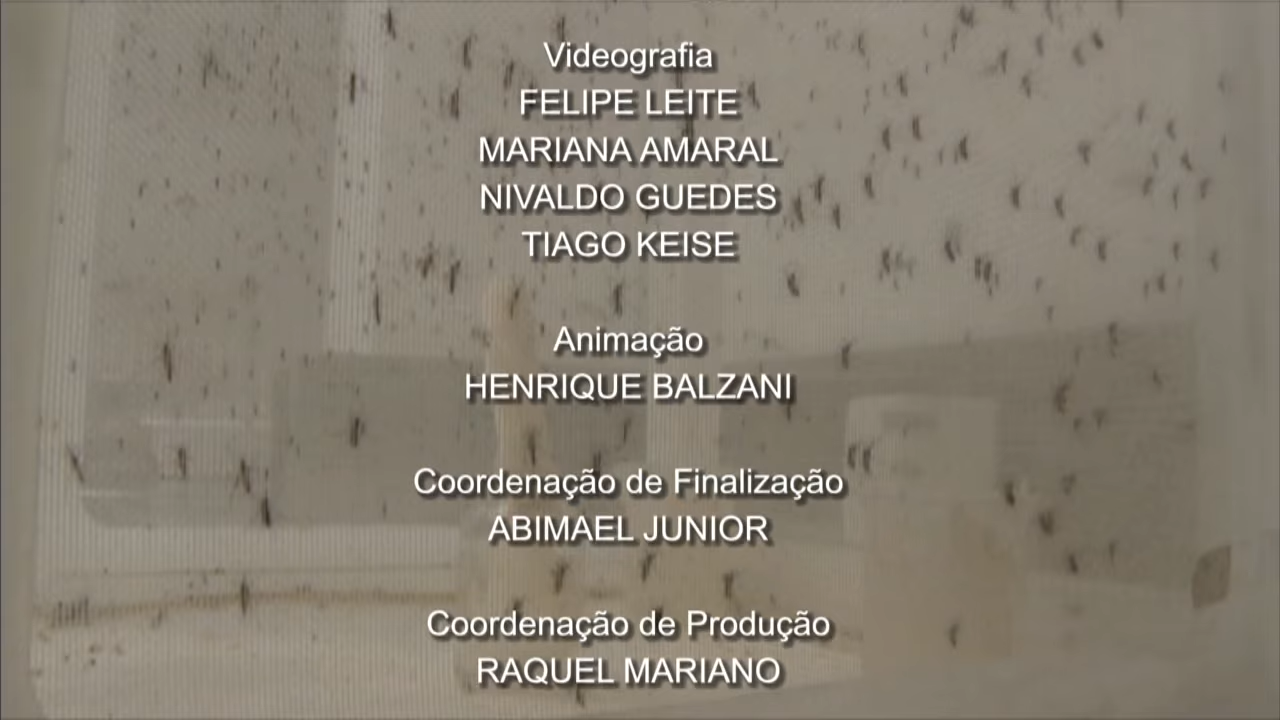 Videografia
FELIPE LEITE
MARIANA AMARAL
NIVALDO GUEDES
TIAGO KEISE
Animação
HENRIQUE BALZANI
Coordenação de Finalização
ABIMAEL JUNIOR
Coordenação de Produção
RAQUEL MARIANO